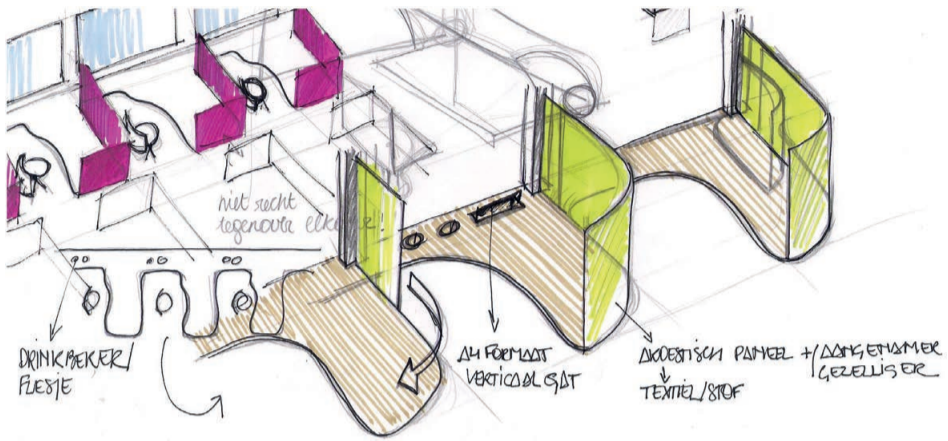 niet recht
tegenover elkaar!
DRINKBEKER/
FLESJE
A4 FORMAAT
VERTICAAL GAT
AKOESTISCH PANEEL +/AANGENAMER
GEZELLIGER
TEXTIEL/STOF